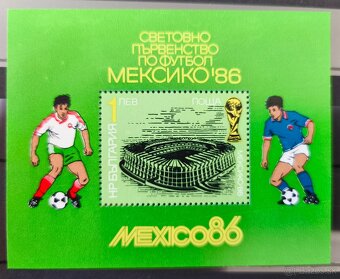 СВЕТОВНО
ПЪРВЕНСТВО
ПО ФУТБОЛ
МЕКСИКО'86
1 ЛЕВ
ПОЩА
НР БЪЛГАРИЯ
MEXICO86